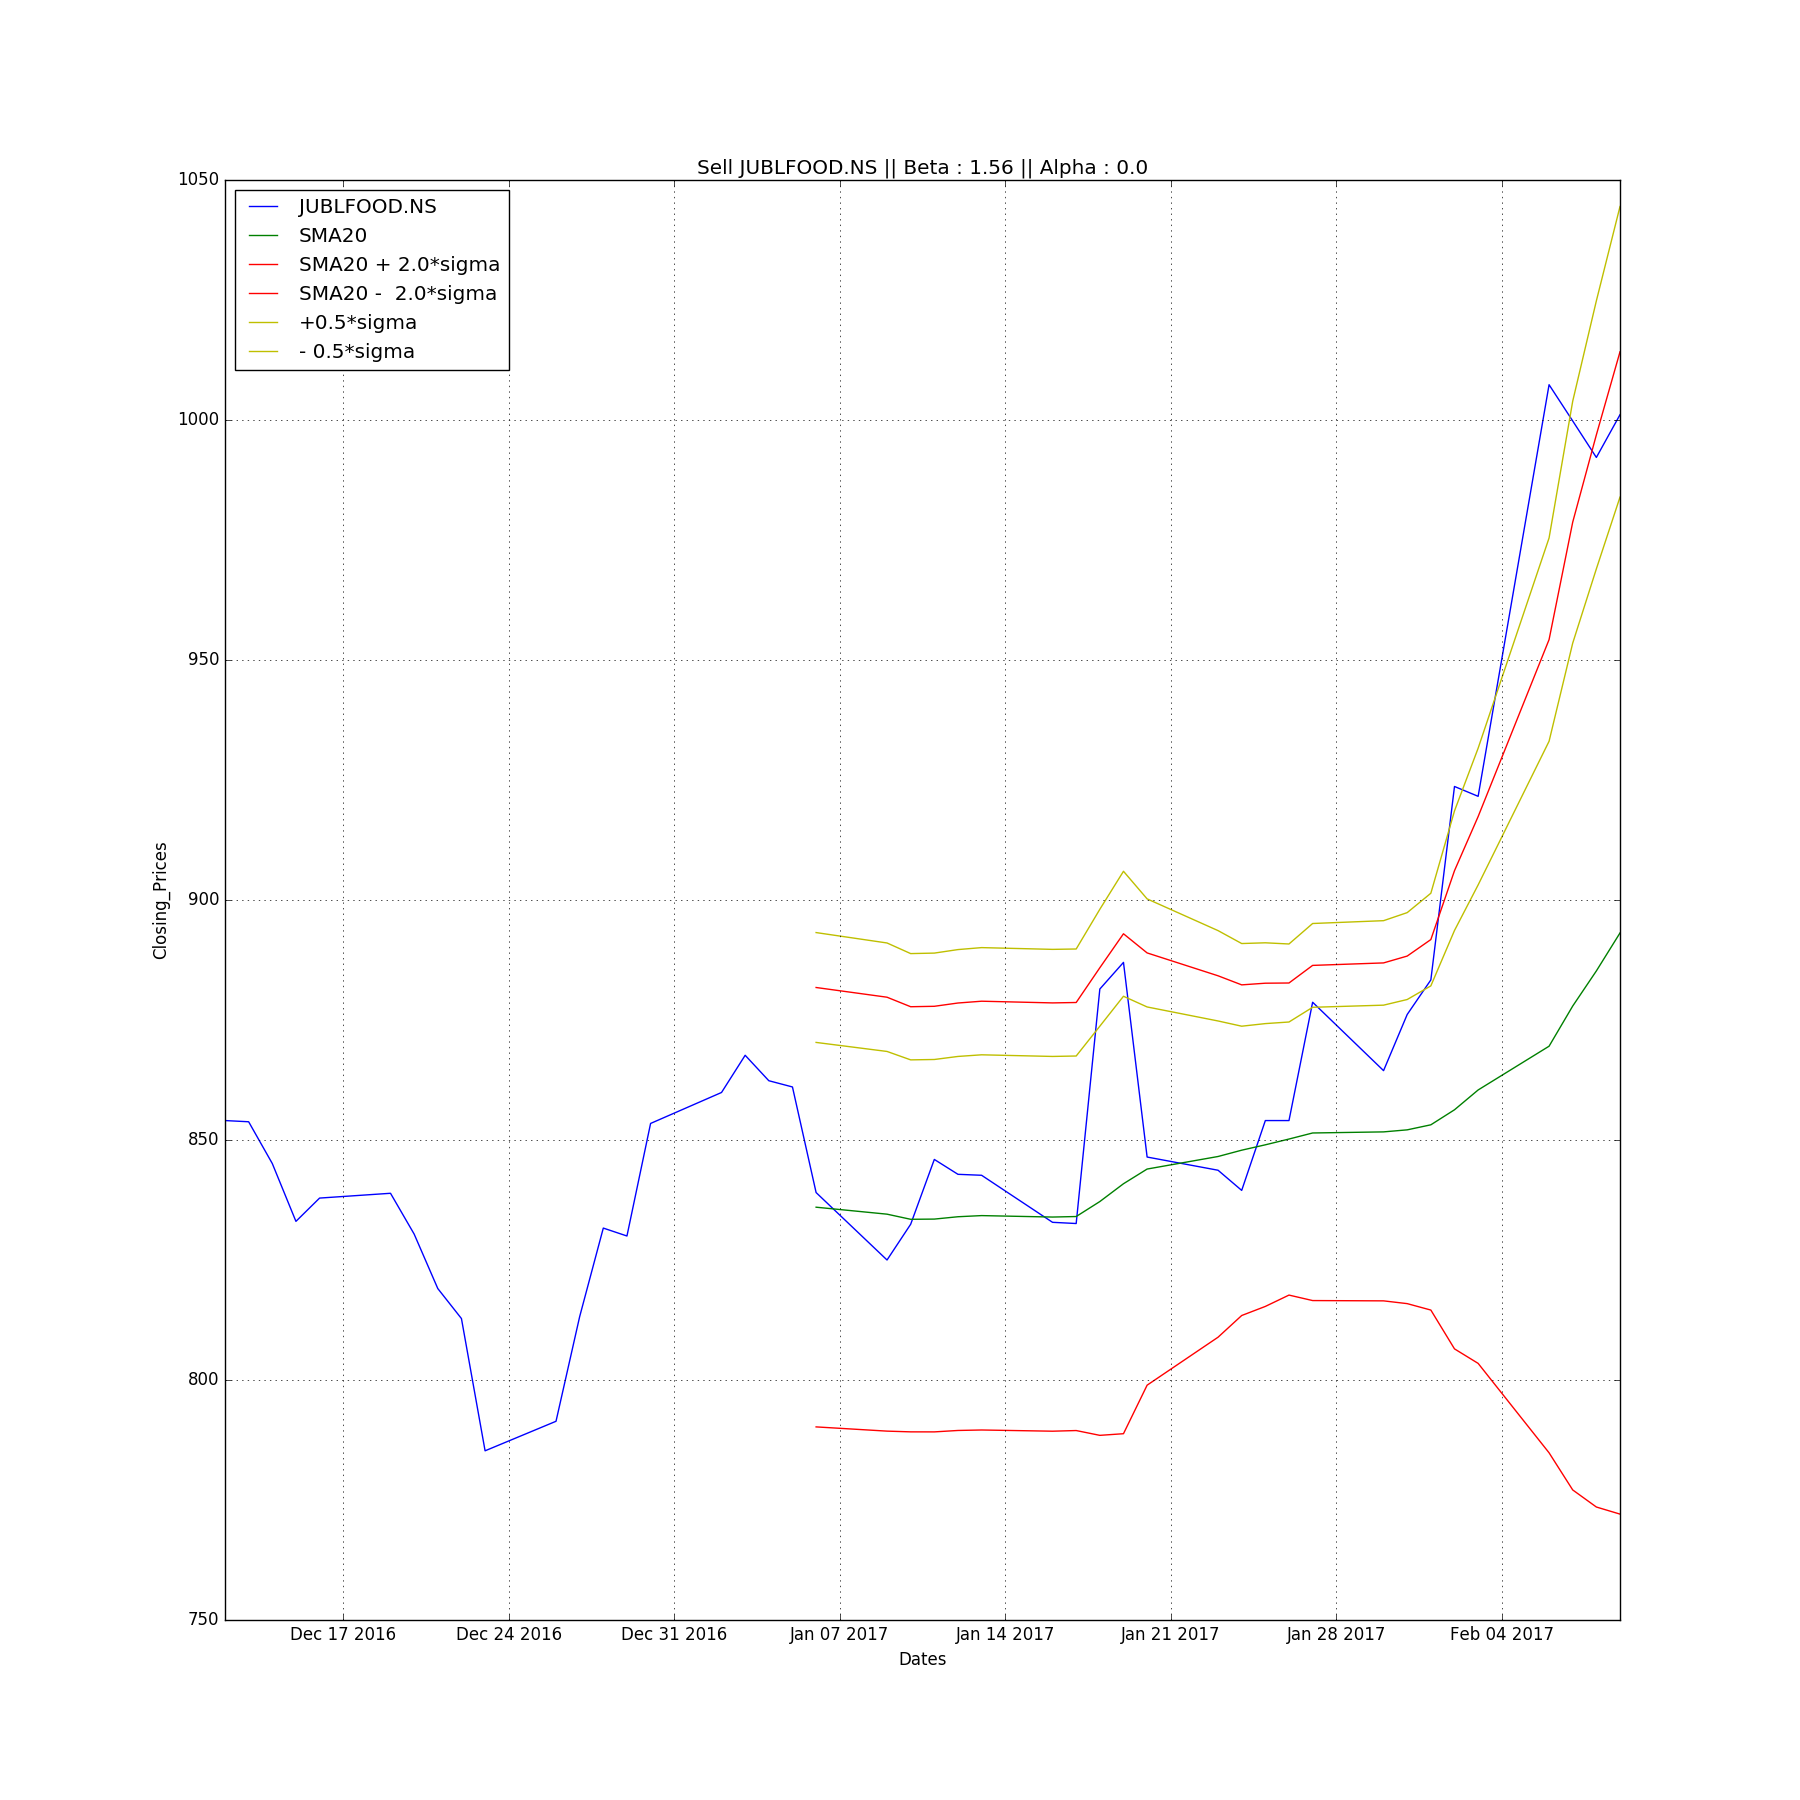 Sell JUBLFOOD.NS || Beta : 1.56 || Alpha : 0.0
JUBLFOOD.NS
SMA20
SMA20 + 2.0*sigma
SMA20 -  2.0*sigma
+0.5*sigma
- 0.5*sigma
1050
1000
950
900
850
800
750
Closing_Prices
Dec 17 2016
Dec 24 2016
Dec 31 2016
Jan 07 2017
Jan 14 2017
Jan 21 2017
Jan 28 2017
Feb 04 2017
Dates